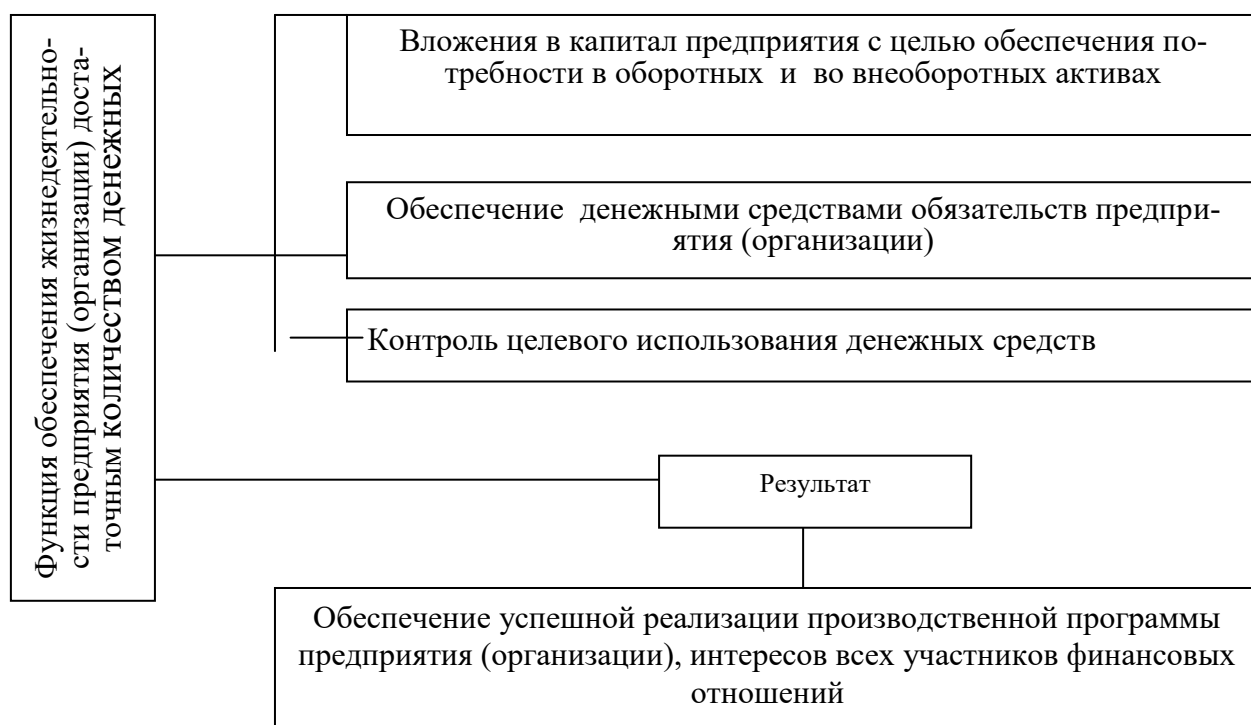 Функция обеспечения жизнедеятельно-
сти предприятия (организации) доста-
точным количеством денежных
Вложения в капитал предприятия с целью обеспечения по-
требности в оборотных и во внеоборотных активах
Обеспечение денежными средствами обязательств предпри-
ятия (организации)
Контроль целевого использования денежных средств
Результат
Обеспечение успешной реализации производственной программы
предприятия (организации), интересов всех участников финансовых
отношений